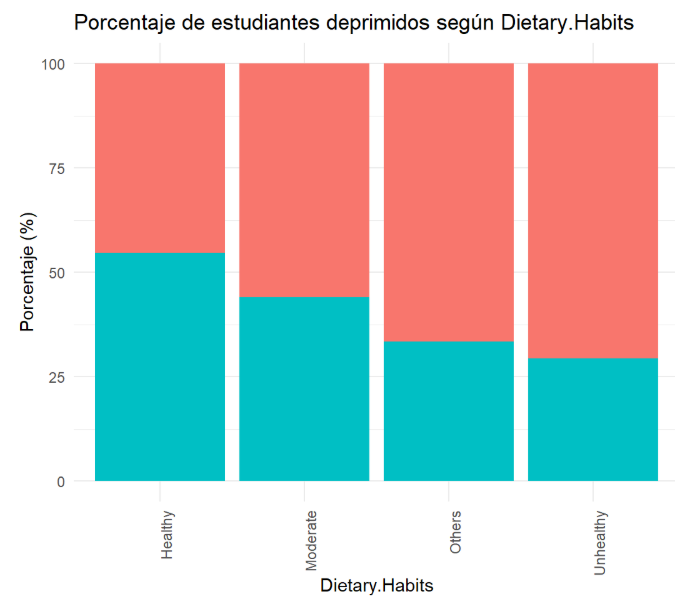 Porcentaje de estudiantes deprimidos según Dietary.Habits
Porcentaje (%)
100
75
50
25
0
Healthy
Moderate
Others
Unhealthy
Dietary.Habits